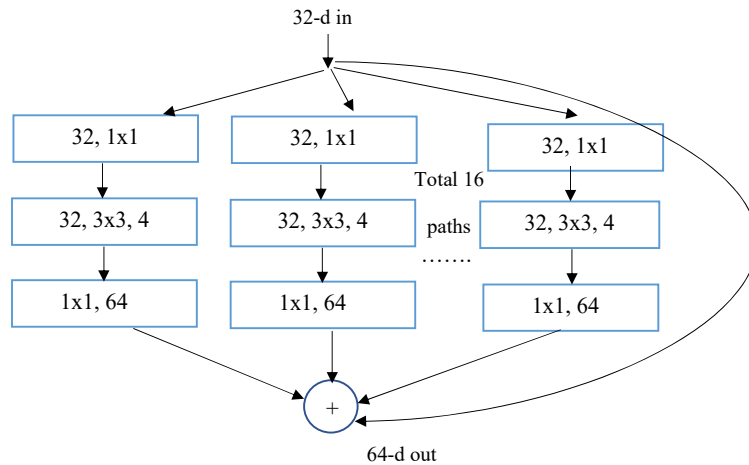 32-d in
32, 1x1
32, 1x1
32, 1x1
Total 16
32, 3x3, 4
32, 3x3, 4
paths
32, 3x3, 4
…….
1x1, 64
1x1, 64
1x1, 64
+
64-d out